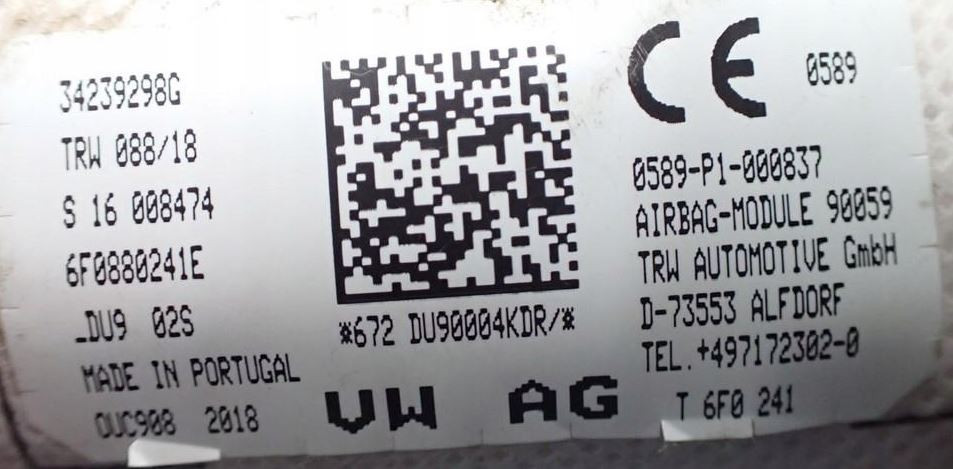 34239298G
TRW 088/18
S 16 008474
6F0880241E
_DU9 02S
MADE IN PORTUGAL
OUC908 2018
*672 DU90004KDR/*
VW AG
CE 0589
0589-P1-000837
AIRBAG-MODULE 90059
TRW AUTOMOTIVE GmbH
D-73553 ALFDORF
TEL.+497172302-0
T 6F0 241